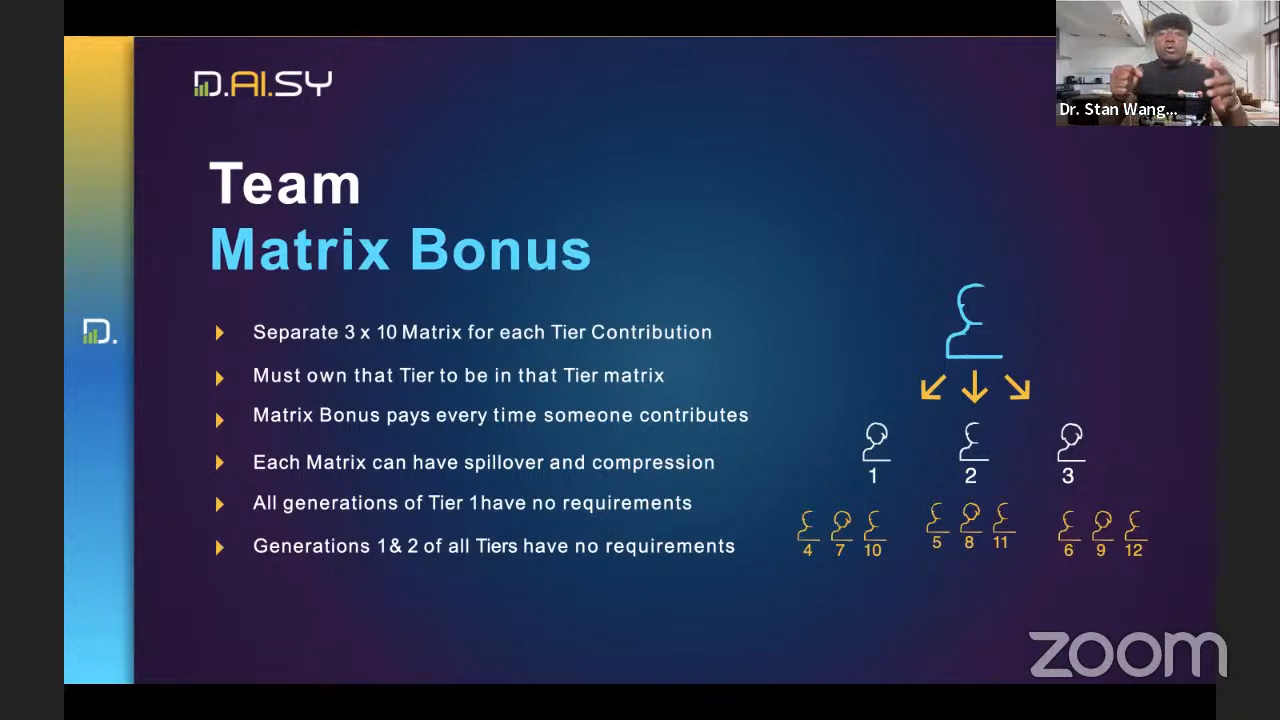 D.AI.SY
Dr. Stan Wang...
Team
Matrix Bonus
D.
Separate 3 x 10 Matrix for each Tier Contribution
Must own that Tier to be in that Tier matrix
Matrix Bonus pays every time someone contributes
Each Matrix can have spillover and compression
All generations of Tier 1have no requirements
Generations 1& 2 of all Tiers have no requirements
1 2 3
4 7 10 5 8 11 6 9 12
zoom